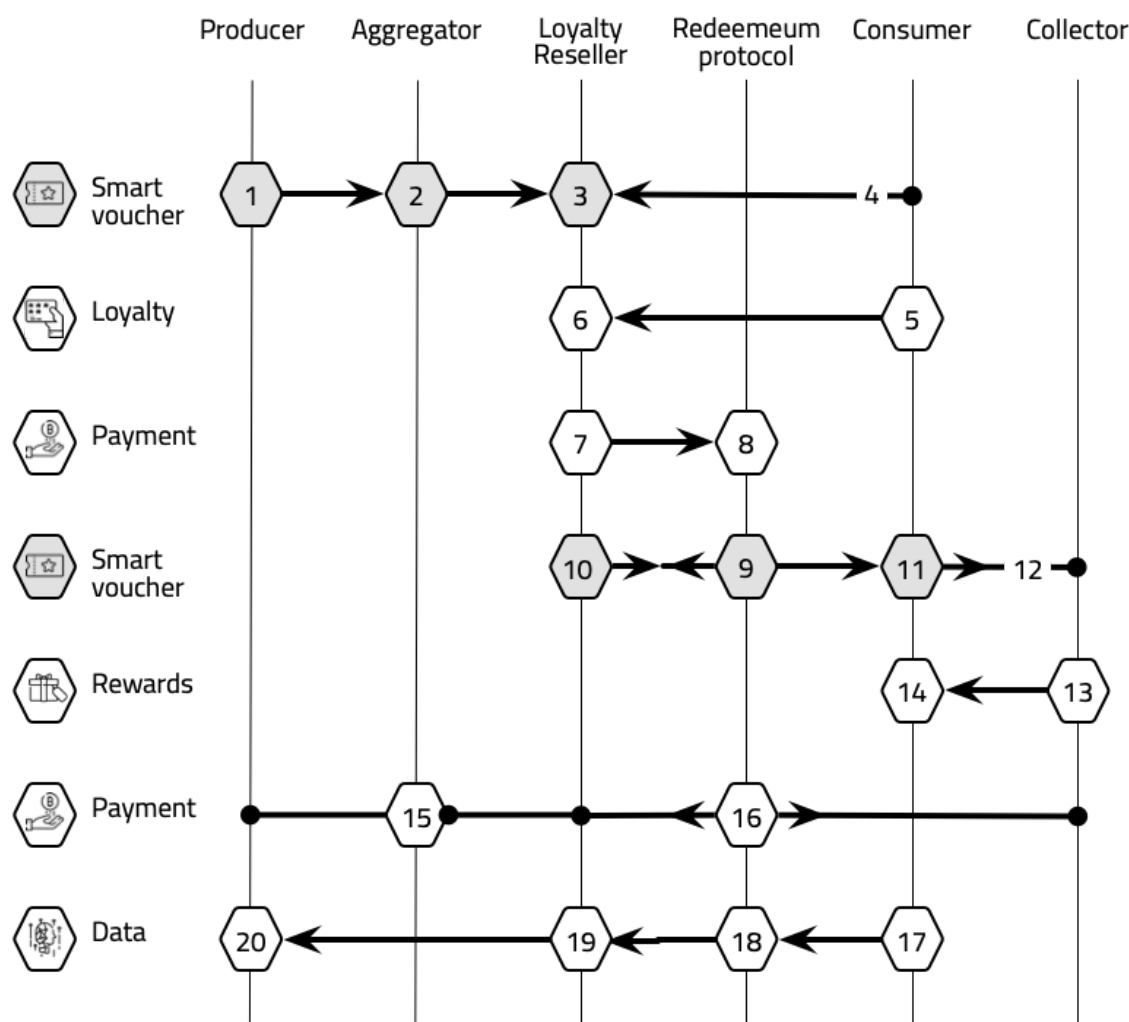 Producer Aggregator Loyalty Reseller Redeemeum protocol Consumer Collector
Smart voucher 1 2 3 4
Loyalty 6 5
Payment 7 8
Smart voucher 10 9 11 12
Rewards 14 13
Payment 15 16
Data 20 19 18 17